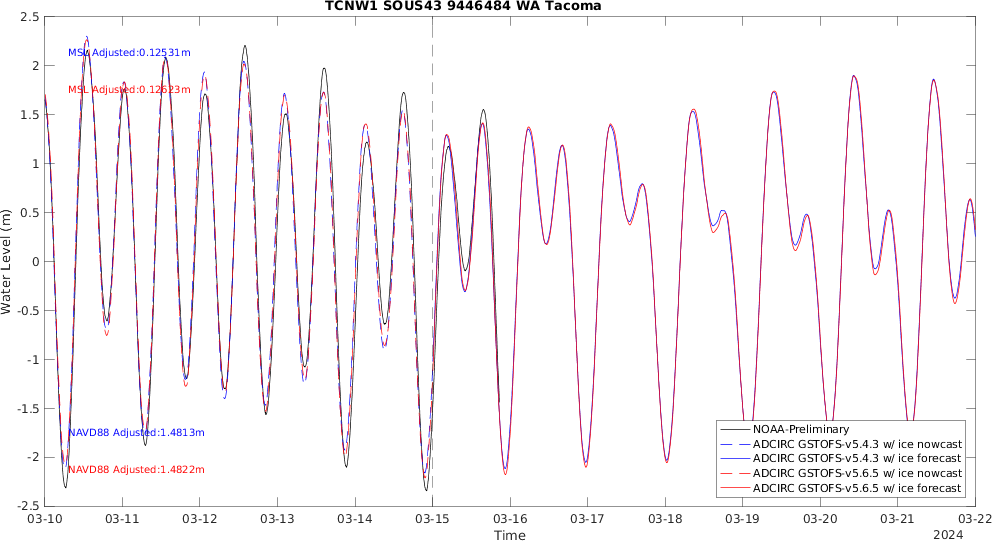 TCNW1 SOUS43 9446484 WA Tacoma
2.5
2
1.5
1
0.5
0
-0.5
-1
-1.5
-2
-2.5
Water Level (m)
MSL Adjusted:0.12531m
MSL Adjusted:0.12623m
NAVD88 Adjusted:1.4813m
NAVD88 Adjusted:1.4822m
NOAA-Preliminary
ADCIRC GSTOFS-v5.4.3 w/ ice nowcast
ADCIRC GSTOFS-v5.4.3 w/ ice forecast
ADCIRC GSTOFS-v5.6.5 w/ ice nowcast
ADCIRC GSTOFS-v5.6.5 w/ ice forecast
03-10 03-11 03-12 03-13 03-14 03-15 03-16 03-17 03-18 03-19 03-20 03-21 03-22
Time
2024